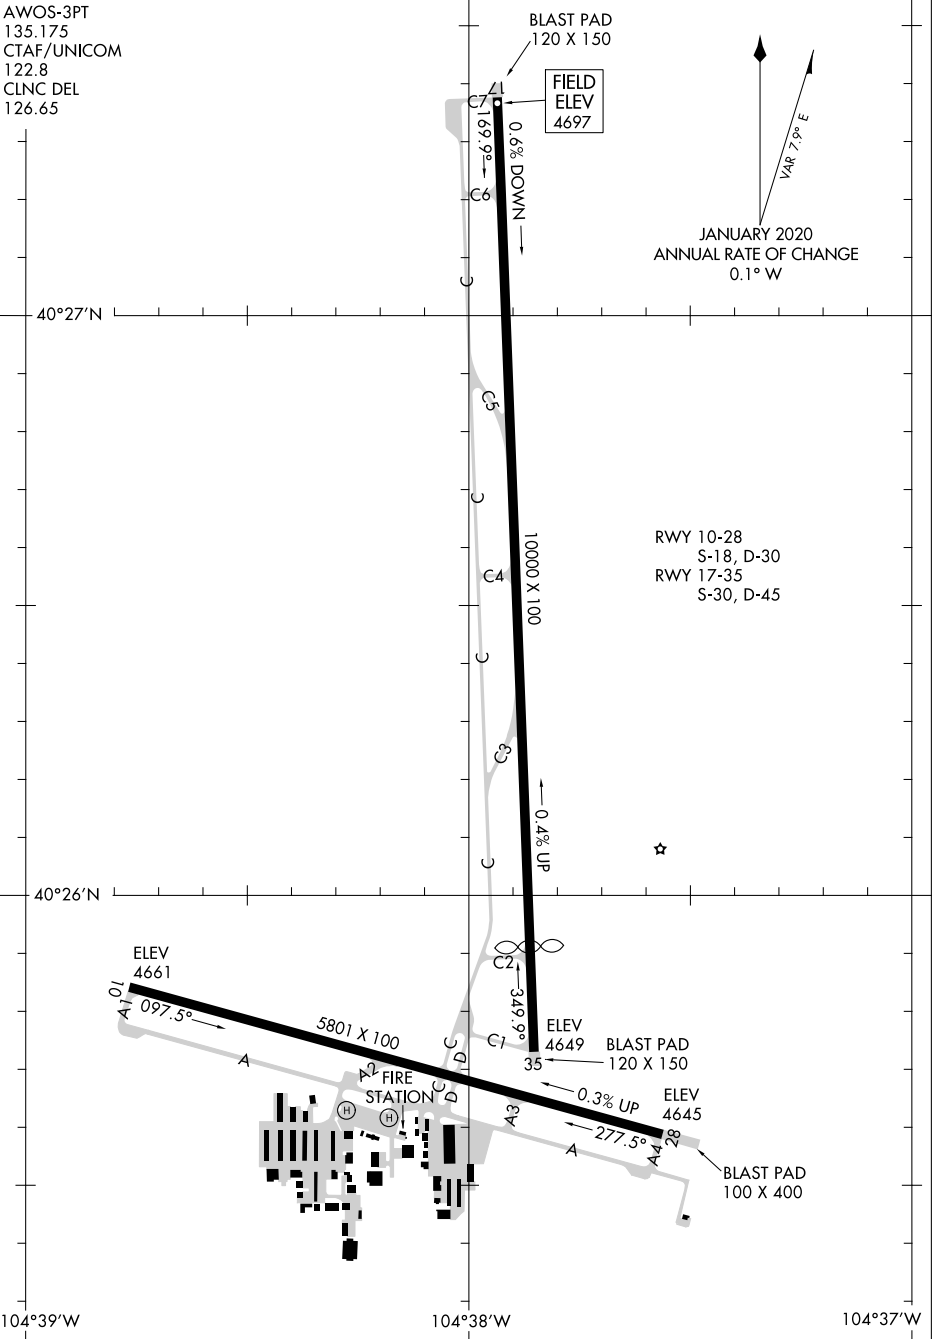 AWOS-3PT
135.175
CTAF/UNICOM
122.8
CLNC DEL
126.65
BLAST PAD
120 X 150
17
FIELD
ELEV
4697
C7
169.9°
0.6% DOWN
C6
VAR 7.9° E
JANUARY 2020
ANNUAL RATE OF CHANGE
0.1° W
C
40°27'N
C5
C
10000 X 100
RWY 10-28
S-18, D-30
RWY 17-35
S-30, D-45
C4
C
C3
0.4% UP
C
40°26'N
C2
349.9°
ELEV
4661
10
A1
097.5°
5801 X 100
A
A2
C
D
C1
ELEV
4649
35
BLAST PAD
120 X 150
FIRE
STATION
H
H
C
D
0.3% UP
ELEV
4645
A3
277.5°
28
A
A4
BLAST PAD
100 X 400
104°39'W
104°38'W
104°37'W